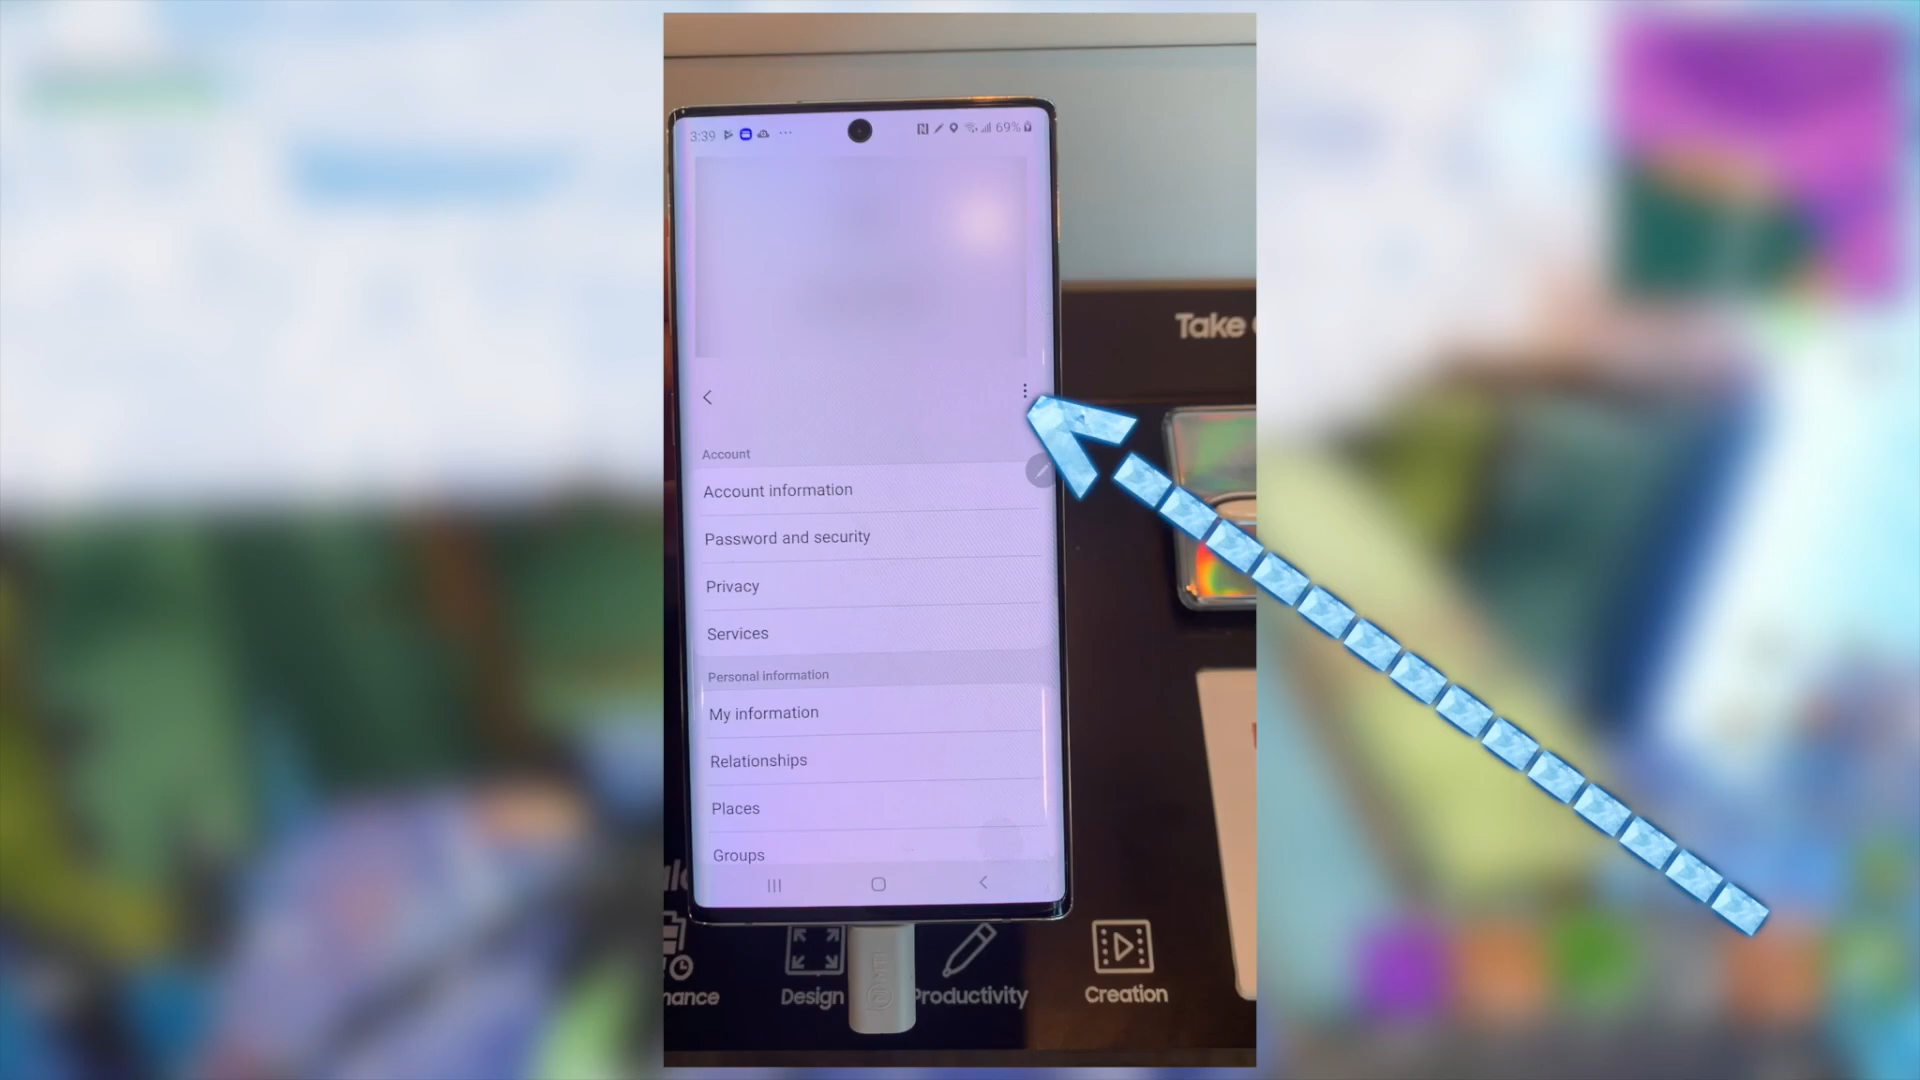 3:39
69%
Take
Account
Account information
Password and security
Privacy
Services
Personal information
My information
Relationships
Places
Groups
Design
Productivity
Creation